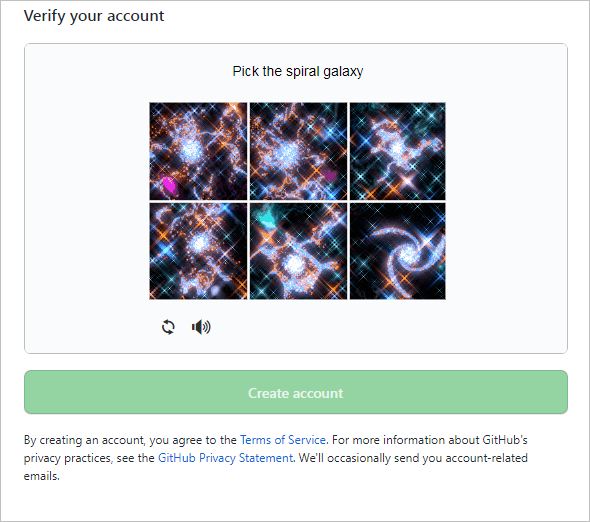 Verify your account
Pick the spiral galaxy
Create account
By creating an account, you agree to the Terms of Service. For more information about GitHub's
privacy practices, see the GitHub Privacy Statement. We'll occasionally send you account-related
emails.